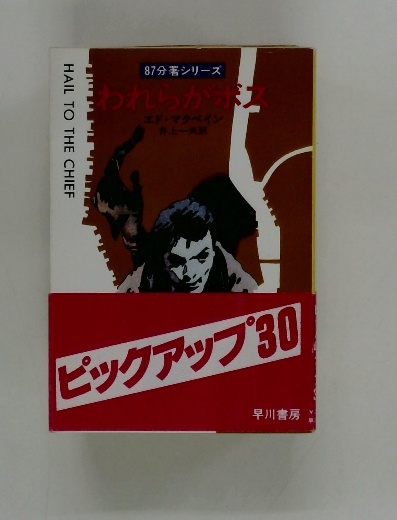 HAIL TO THE CHIEF
87分署シリーズ
われらがボス
エド・マクベイン
井上一夫訳
ピックアップ30
早川書房